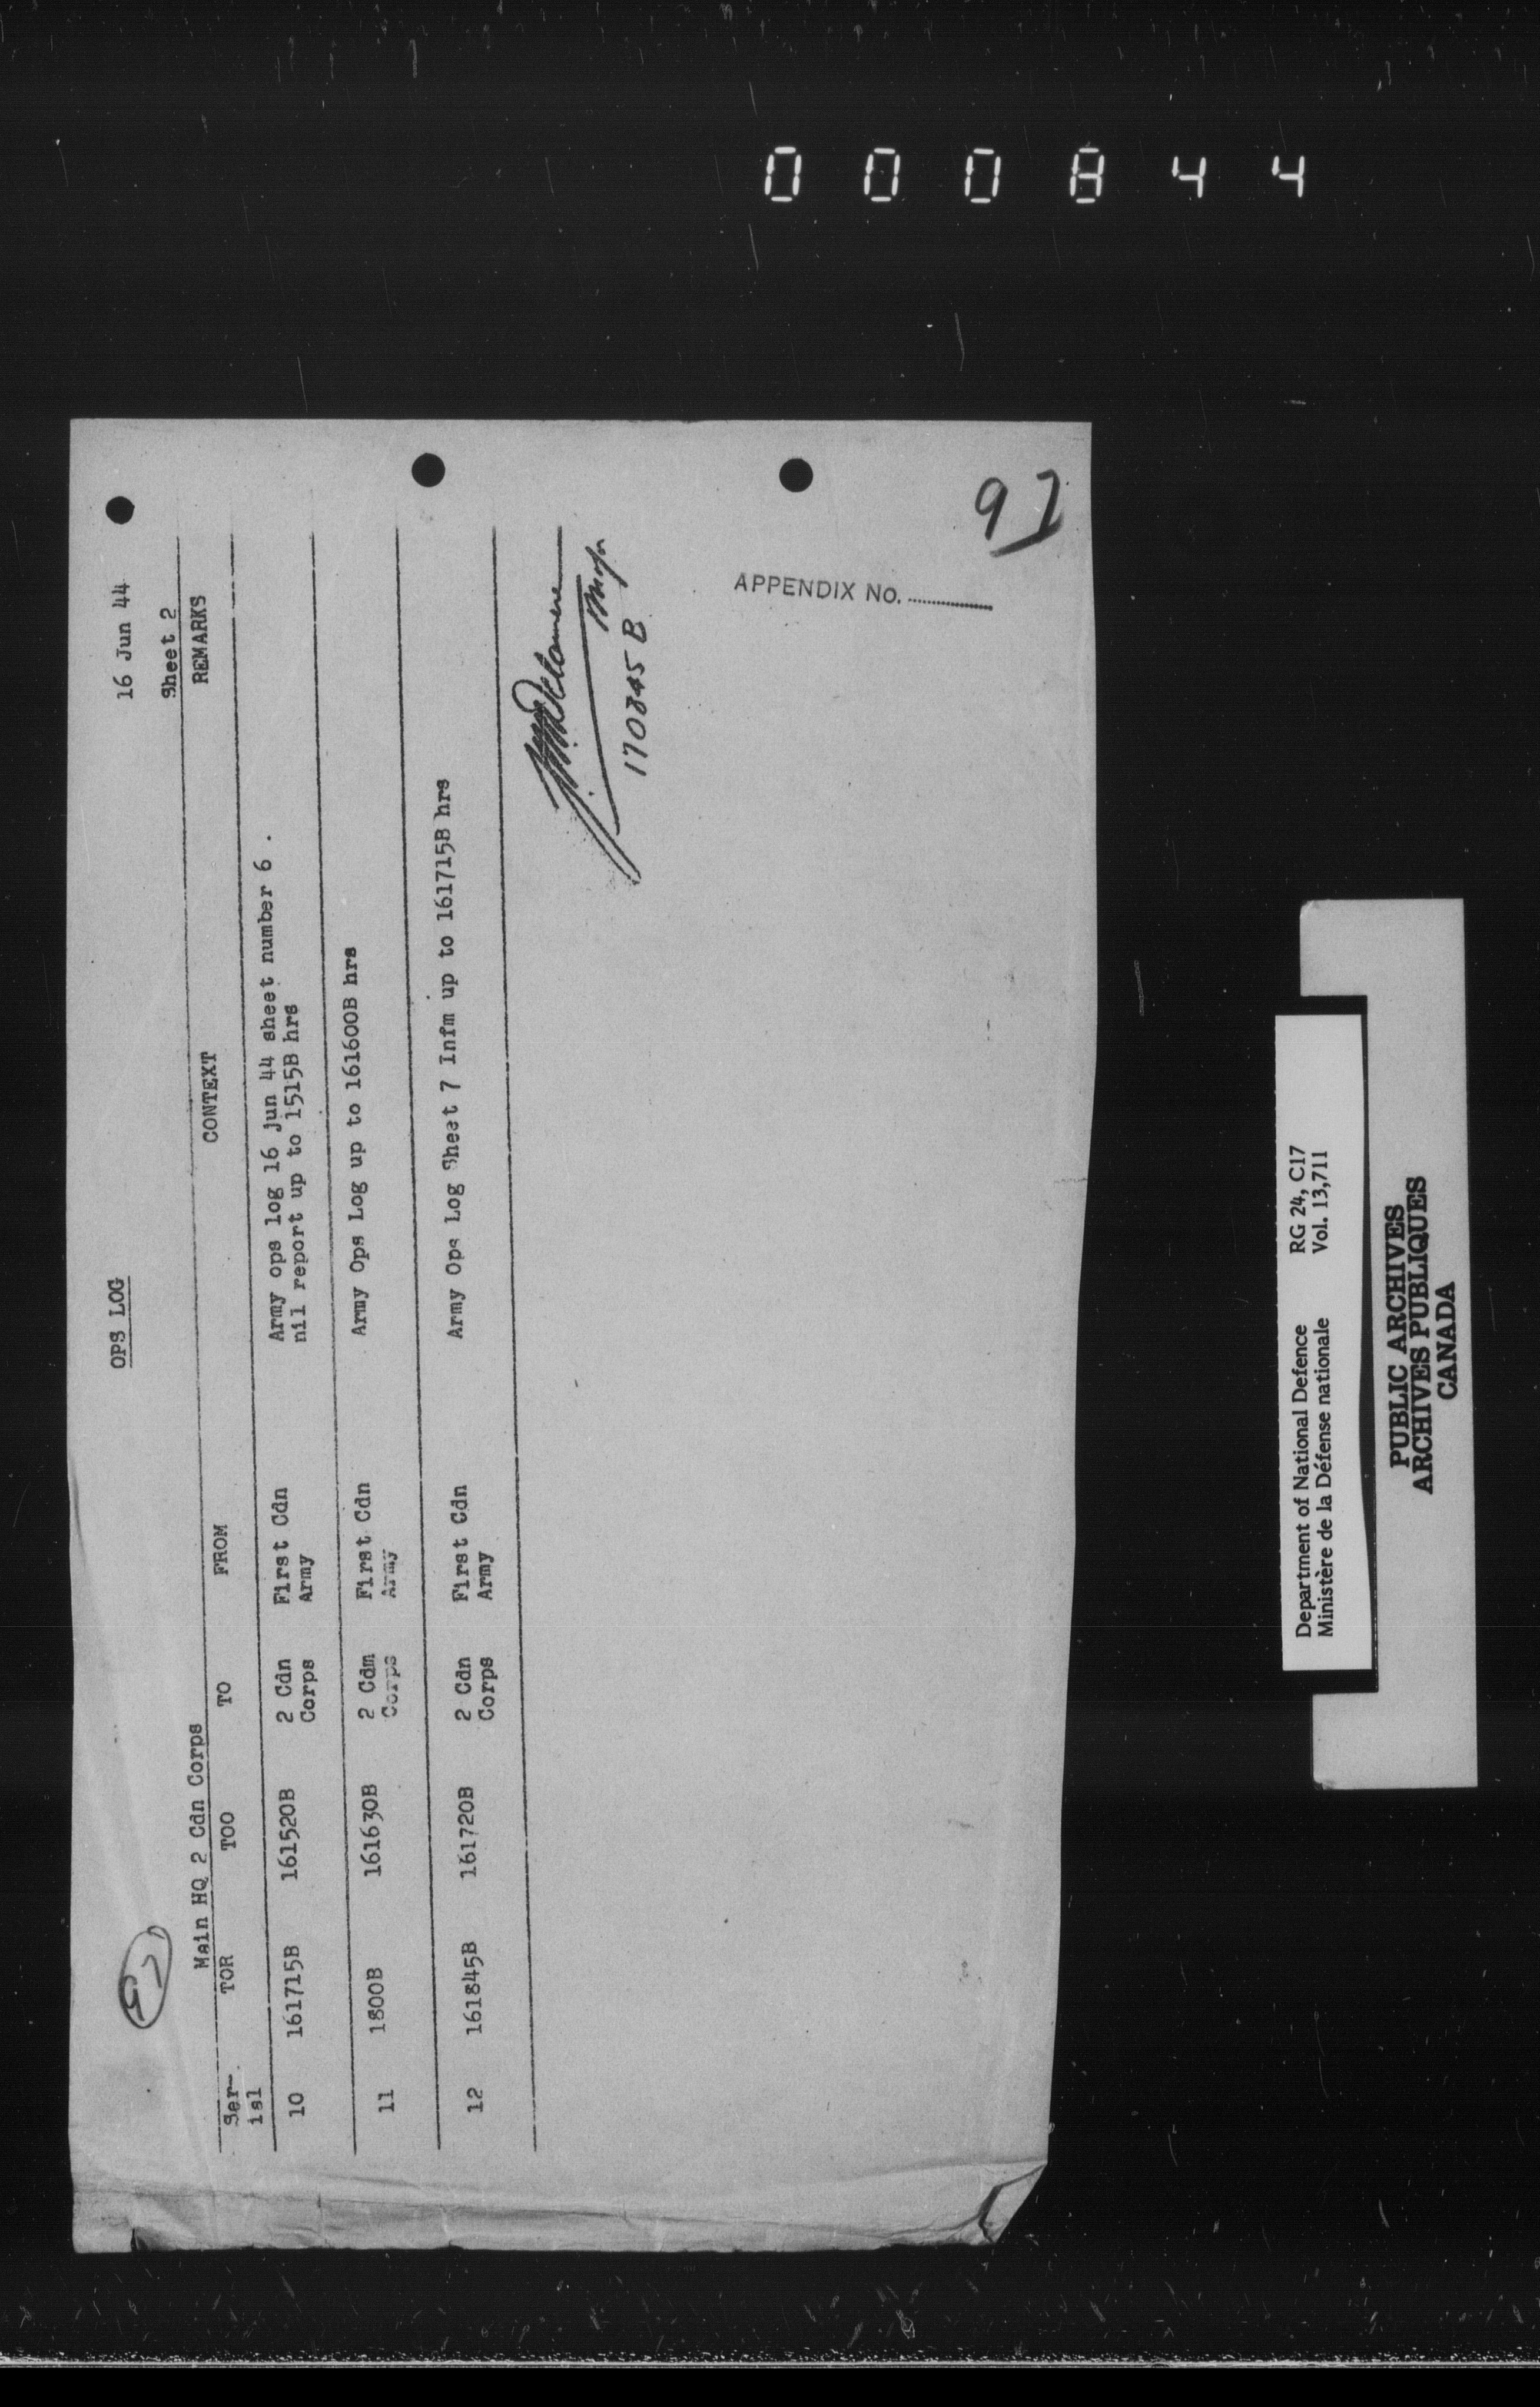 000844
OPS LOG
16 Jun 44
Main HQ 2 Cdn Corps
Sheet 2
Ser-
ial TOR TOO TO FROM CONTEXT REMARKS
10 161715B 161520B 2 Cdn First Cdn Army ops log 16 Jun 44 sheet number 6 .
Corps Army nil report up to 1515B hrs
11 1800B 161630B 2 Cdm First Cdn Army Ops Log up to 161600B hrs
Corps Army
12 161845B 161720B 2 Cdn First Cdn Army Ops Log Sheet 7 Infm up to 161715B hrs
Corps Army
Major
170845 B
APPENDIX No. ..................
97
Department of National Defence RG 24, C17
Ministère de la Défense nationale Vol. 13,711
PUBLIC ARCHIVES
ARCHIVES PUBLIQUES
CANADA